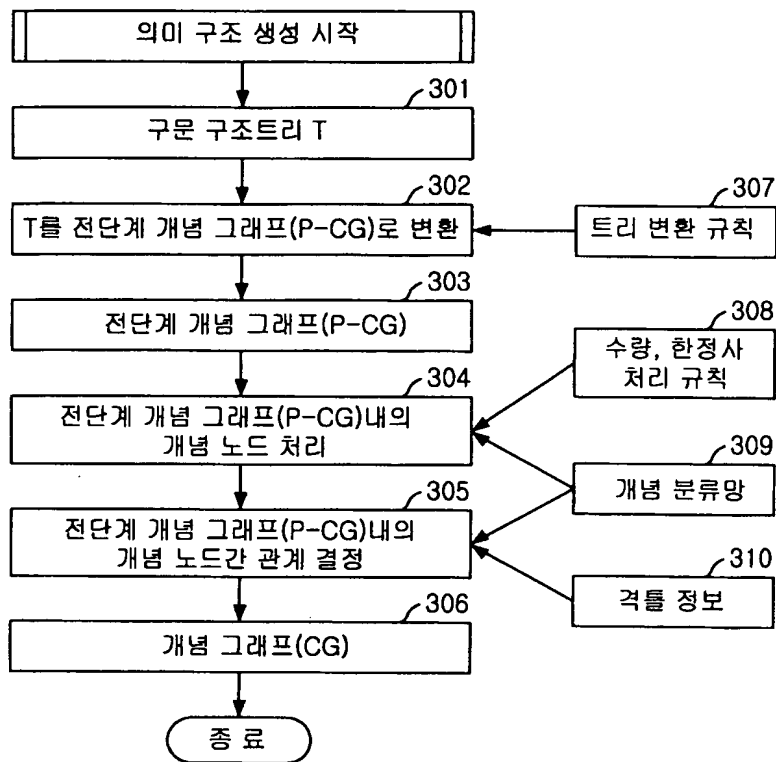 의미 구조 생성 시작
301
구문 구조트리 T
302
T를 전단계 개념 그래프(P-CG)로 변환
307
트리 변환 규칙
303
전단계 개념 그래프(P-CG)
308
수량, 한정사
처리 규칙
304
전단계 개념 그래프(P-CG)내의
개념 노드 처리
309
개념 분류망
305
전단계 개념 그래프(P-CG)내의
개념 노드간 관계 결정
310
격틀 정보
306
개념 그래프(CG)
종 료